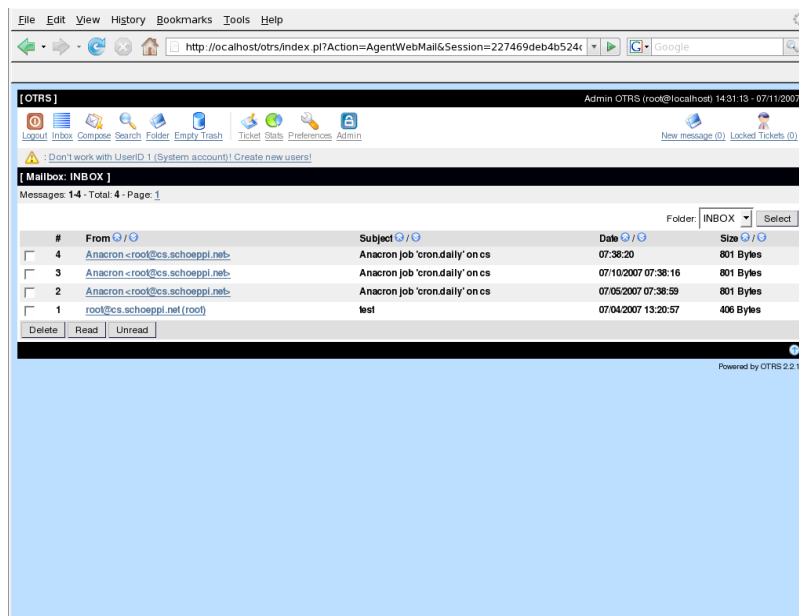 File Edit View History Bookmarks Tools Help
http://localhost/otrs/index.pl?Action=AgentWebMail&Session=227469deb4b524c G Google
[ OTRS ] Admin OTRS (root@localhost) 14:31:13 - 07/11/2007
Logout Inbox Compose Search Folder Empty Trash Ticket Stats Preferences Admin New message (0) Locked Tickets (0)
: Don't work with UserID 1 (System account)! Create new users!
[ Mailbox: INBOX ]
Messages: 1-4 - Total: 4 - Page: 1
Folder: INBOX Select
# From / Subject / Date / Size /
4 Anacron <root@cs.schoeppi.net> Anacron job 'cron.daily' on cs 07:38:20 801 Bytes
3 Anacron <root@cs.schoeppi.net> Anacron job 'cron.daily' on cs 07/10/2007 07:38:16 801 Bytes
2 Anacron <root@cs.schoeppi.net> Anacron job 'cron.daily' on cs 07/05/2007 07:38:59 801 Bytes
1 root@cs.schoeppi.net (root) test 07/04/2007 13:20:57 406 Bytes
Delete Read Unread
Powered by OTRS 2.2.1